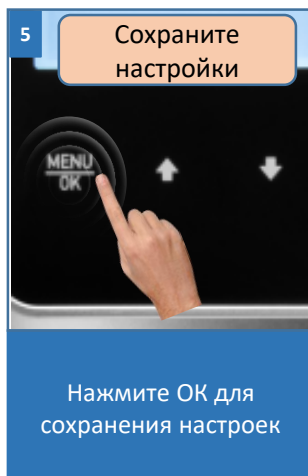 5
Сохраните
настройки
MENU
OK
Нажмите ОК для
сохранения настроек